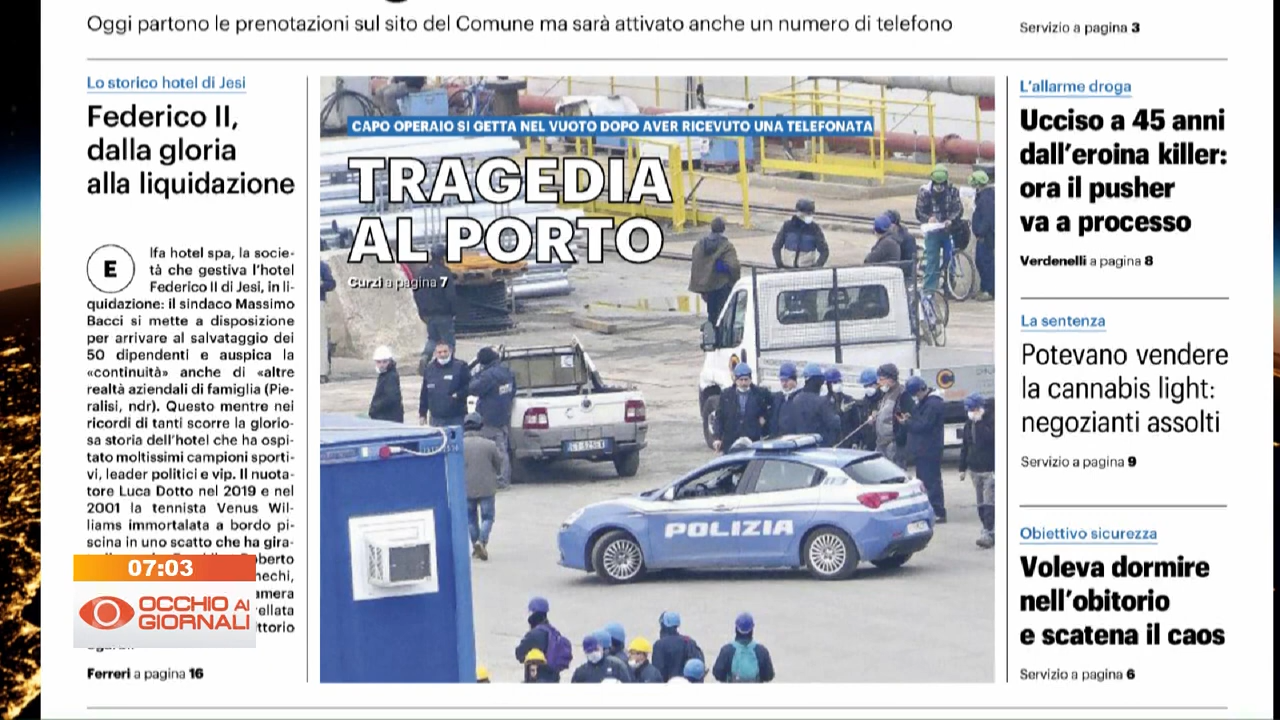 Oggi partono le prenotazioni sul sito del Comune ma sarà attivato anche un numero di telefono
Servizio a pagina 3
Lo storico hotel di Jesi
Federico II,
dalla gloria
alla liquidazione
E lfa hotel spa, la socie-
tà che gestiva l'hotel
Federico II di Jesi, in li-
quidazione: il sindaco Massimo
Bacci si mette a disposizione
per arrivare al salvataggio dei
50 dipendenti e auspica la
«continuità» anche di «altre
realtà aziendali di famiglia (Pie-
ralisi, ndr). Questo mentre nei
ricordi di tanti scorre la glorio-
sa storia dell'hotel che ha ospi-
tato moltissimi campioni sporti-
vi, leader politici e vip. Il nuota-
tore Luca Dotto nel 2019 e nel
2001 la tennista Venus Wil-
liams immortalata a bordo pi-
scina in uno scatto che ha gira-
Ferreri a pagina 16
CAPO OPERAIO SI GETTA NEL VUOTO DOPO AVER RICEVUTO UNA TELEFONATA
TRAGEDIA
AL PORTO
Curzi a pagina 7
POLIZIA
L'allarme droga
Ucciso a 45 anni
dall'eroina killer:
ora il pusher
va a processo
Verdenelli a pagina 8
La sentenza
Potevano vendere
la cannabis light:
negozianti assolti
Servizio a pagina 9
Obiettivo sicurezza
Voleva dormire
nell'obitorio
e scatena il caos
Servizio a pagina 6
07:03
OCCHIO AI
GIORNALI